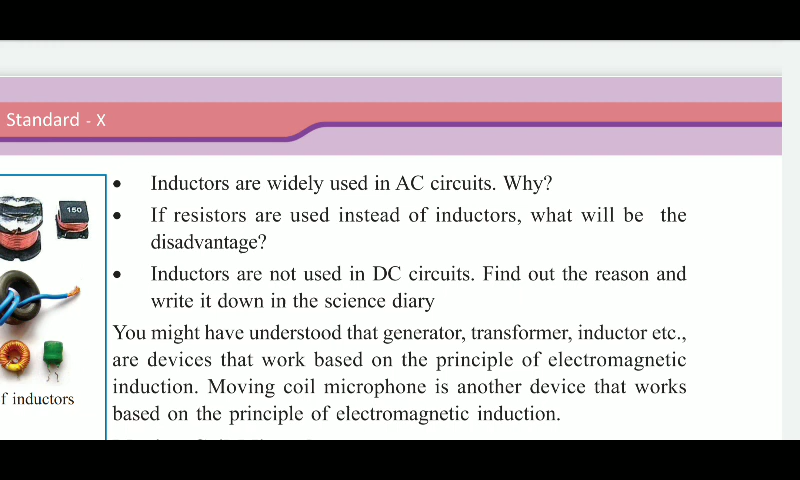 Standard - X
150
• Inductors are widely used in AC circuits. Why?
• If resistors are used instead of inductors, what will be the
disadvantage?
• Inductors are not used in DC circuits. Find out the reason and
write it down in the science diary
You might have understood that generator, transformer, inductor etc.,
are devices that work based on the principle of electromagnetic
induction. Moving coil microphone is another device that works
based on the principle of electromagnetic induction.
f inductors